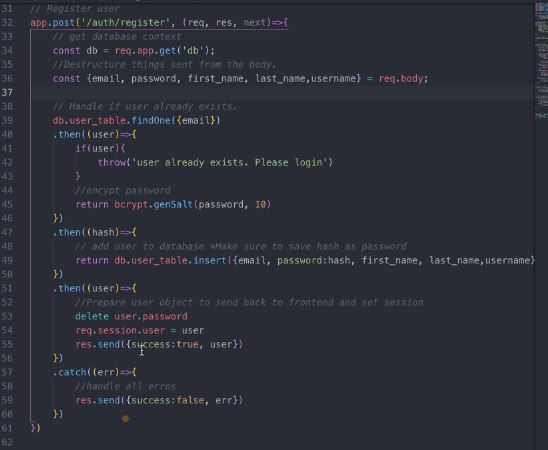 31 // Register user
32 app.post('/auth/register', (req, res, next)=>{
33 // get database context
34 const db = req.app.get('db');
35 //Destructure things sent from the body.
36 const {email, password, first_name, last_name,username} = req.body;
37
38 // Handle if user already exists.
39 db.user_table.findOne({email})
40 .then((user)=>{
41 if(user){
42 throw('user already exists. Please login')
43 }
44 //encypt password
45 return bcrypt.genSalt(password, 10)
46 })
47 .then((hash)=>{
48 // add user to database *Make sure to save hash as password
49 return db.user_table.insert({email, password:hash, first_name, last_name,username}
50 })
51 .then((user)=>{
52 //Prepare user object to send back to frontend and set session
53 delete user.password
54 req.session.user = user
55 res.send({success:true, user})
56 })
57 .catch((err)=>{
58 //handle all erros
59 res.send({success:false, err})
60 })
61 })
62